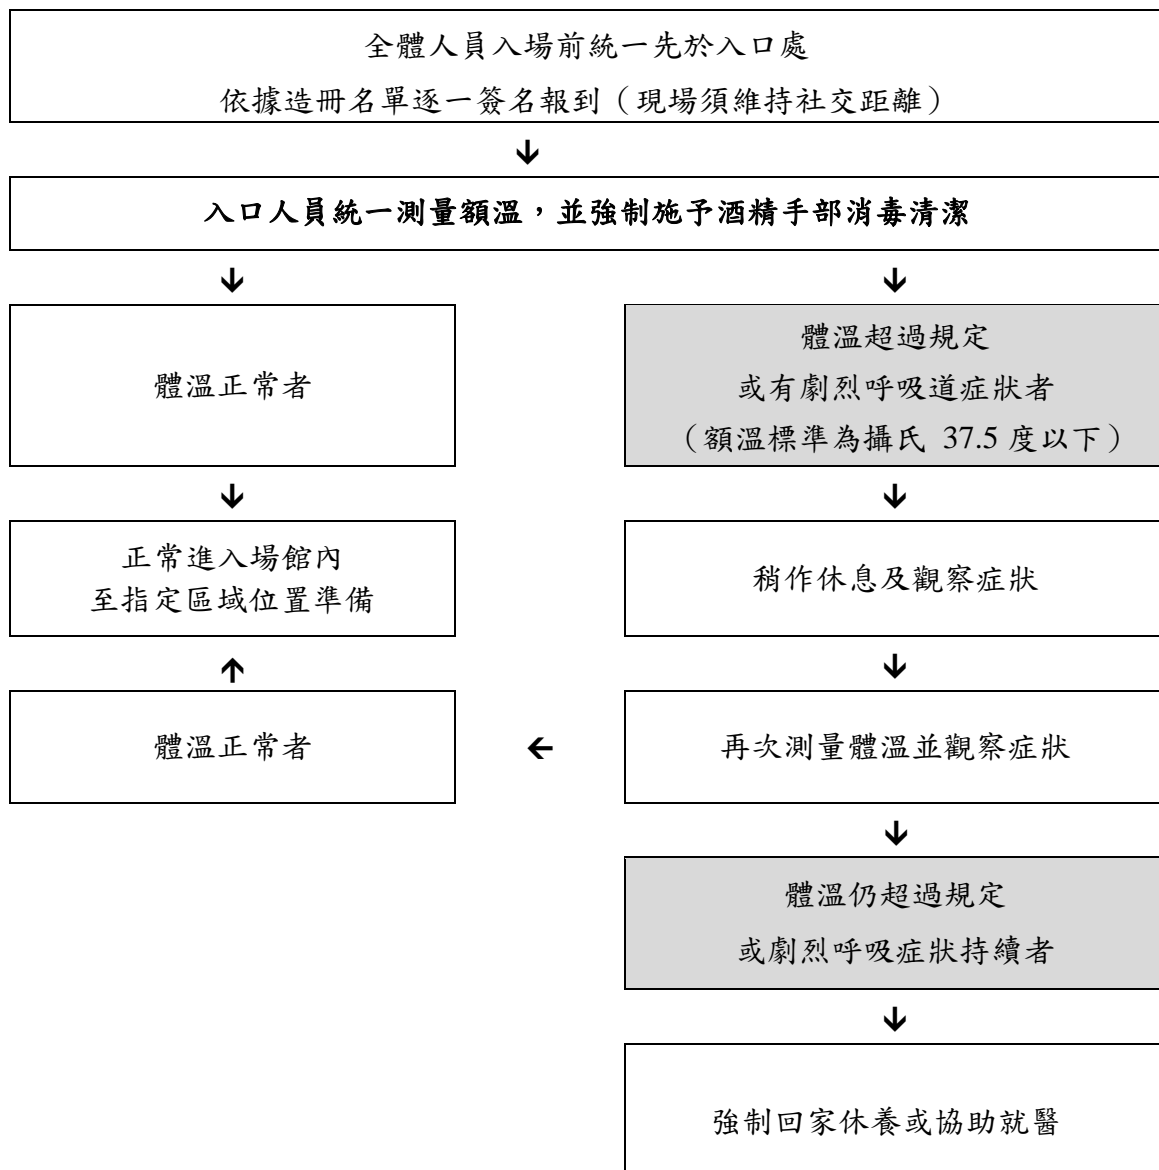 全體人員入場前統一先於入口處
依據造冊名單逐一簽名報到（現場須維持社交距離）
↓
入口人員統一測量額溫，並強制施予酒精手部消毒清潔
↓ ↓
體溫正常者
體溫超過規定
或有劇烈呼吸道症狀者
（額溫標準為攝氏 37.5 度以下）
↓ ↓
正常進入場館內
至指定區域位置準備
稍作休息及觀察症狀
↑ ↓
體溫正常者 ← 再次測量體溫並觀察症狀
↓
體溫仍超過規定
或劇烈呼吸症狀持續者
↓
強制回家休養或協助就醫